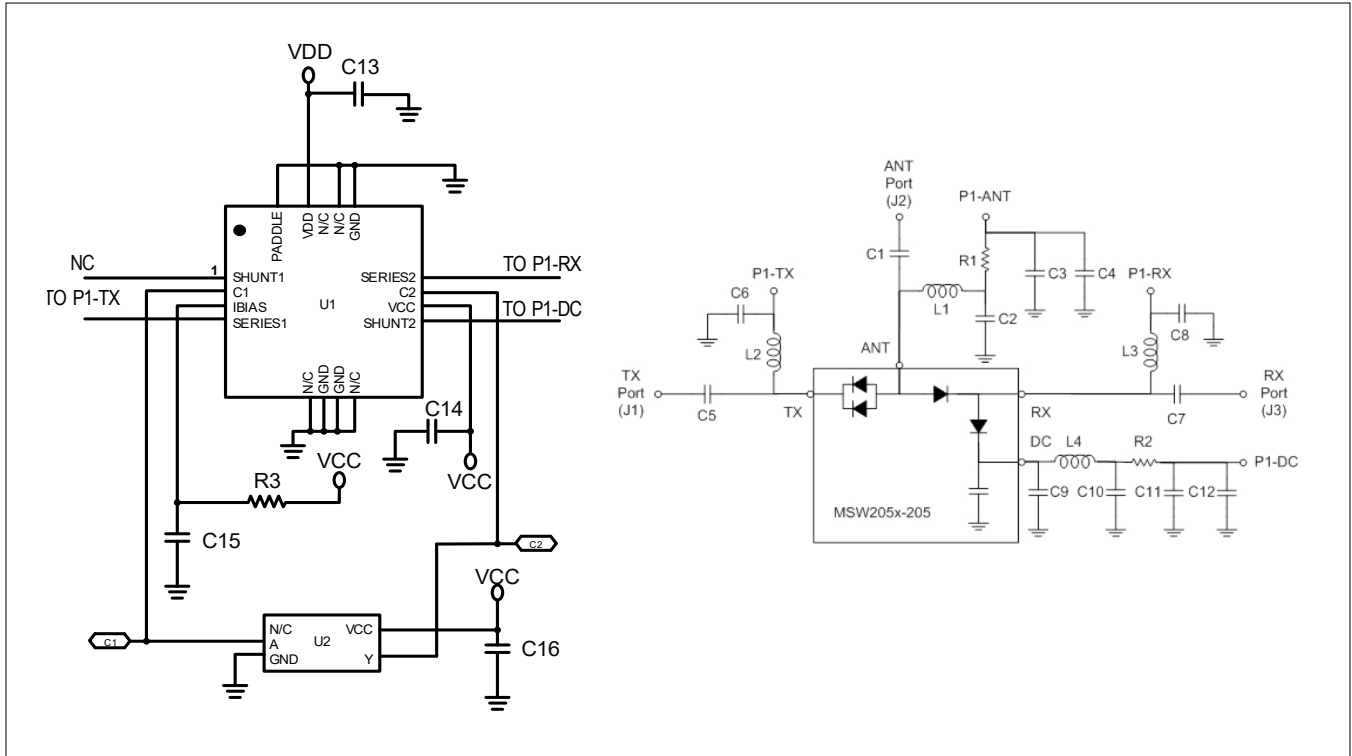 VDD
C13
PADDLE
VDD
N/C
N/C
GND
NC
1
TO P1-TX
SHUNT1
C1
IBIAS
SERIES1
U1
SERIES2
C2
VCC
SHUNT2
TO P1-RX
TO P1-DC
N/C
GND
GND
N/C
C14
VCC
R3
VCC
C15
C2
VCC
C1
N/C
A
GND
U2
VCC
Y
C16
ANT
Port
(J2)
P1-ANT
C1
R1
C3
C4
P1-TX
P1-RX
C6
L1
C2
C8
L2
L3
ANT
TX
Port
(J1)
C5
TX
RX
C7
RX
Port
(J3)
DC
L4
R2
P1-DC
C9
C10
C11
C12
MSW205x-205